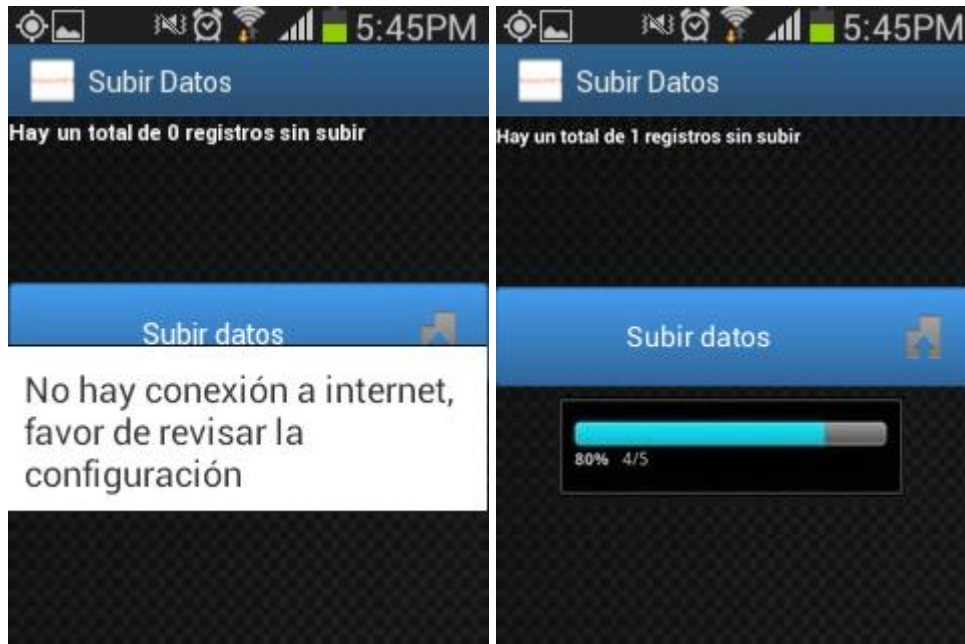 5:45PM
Subir Datos
Hay un total de 0 registros sin subir
Subir datos
No hay conexión a internet,
favor de revisar la
configuración
5:45PM
Subir Datos
Hay un total de 1 registros sin subir
Subir datos
80% 4/5